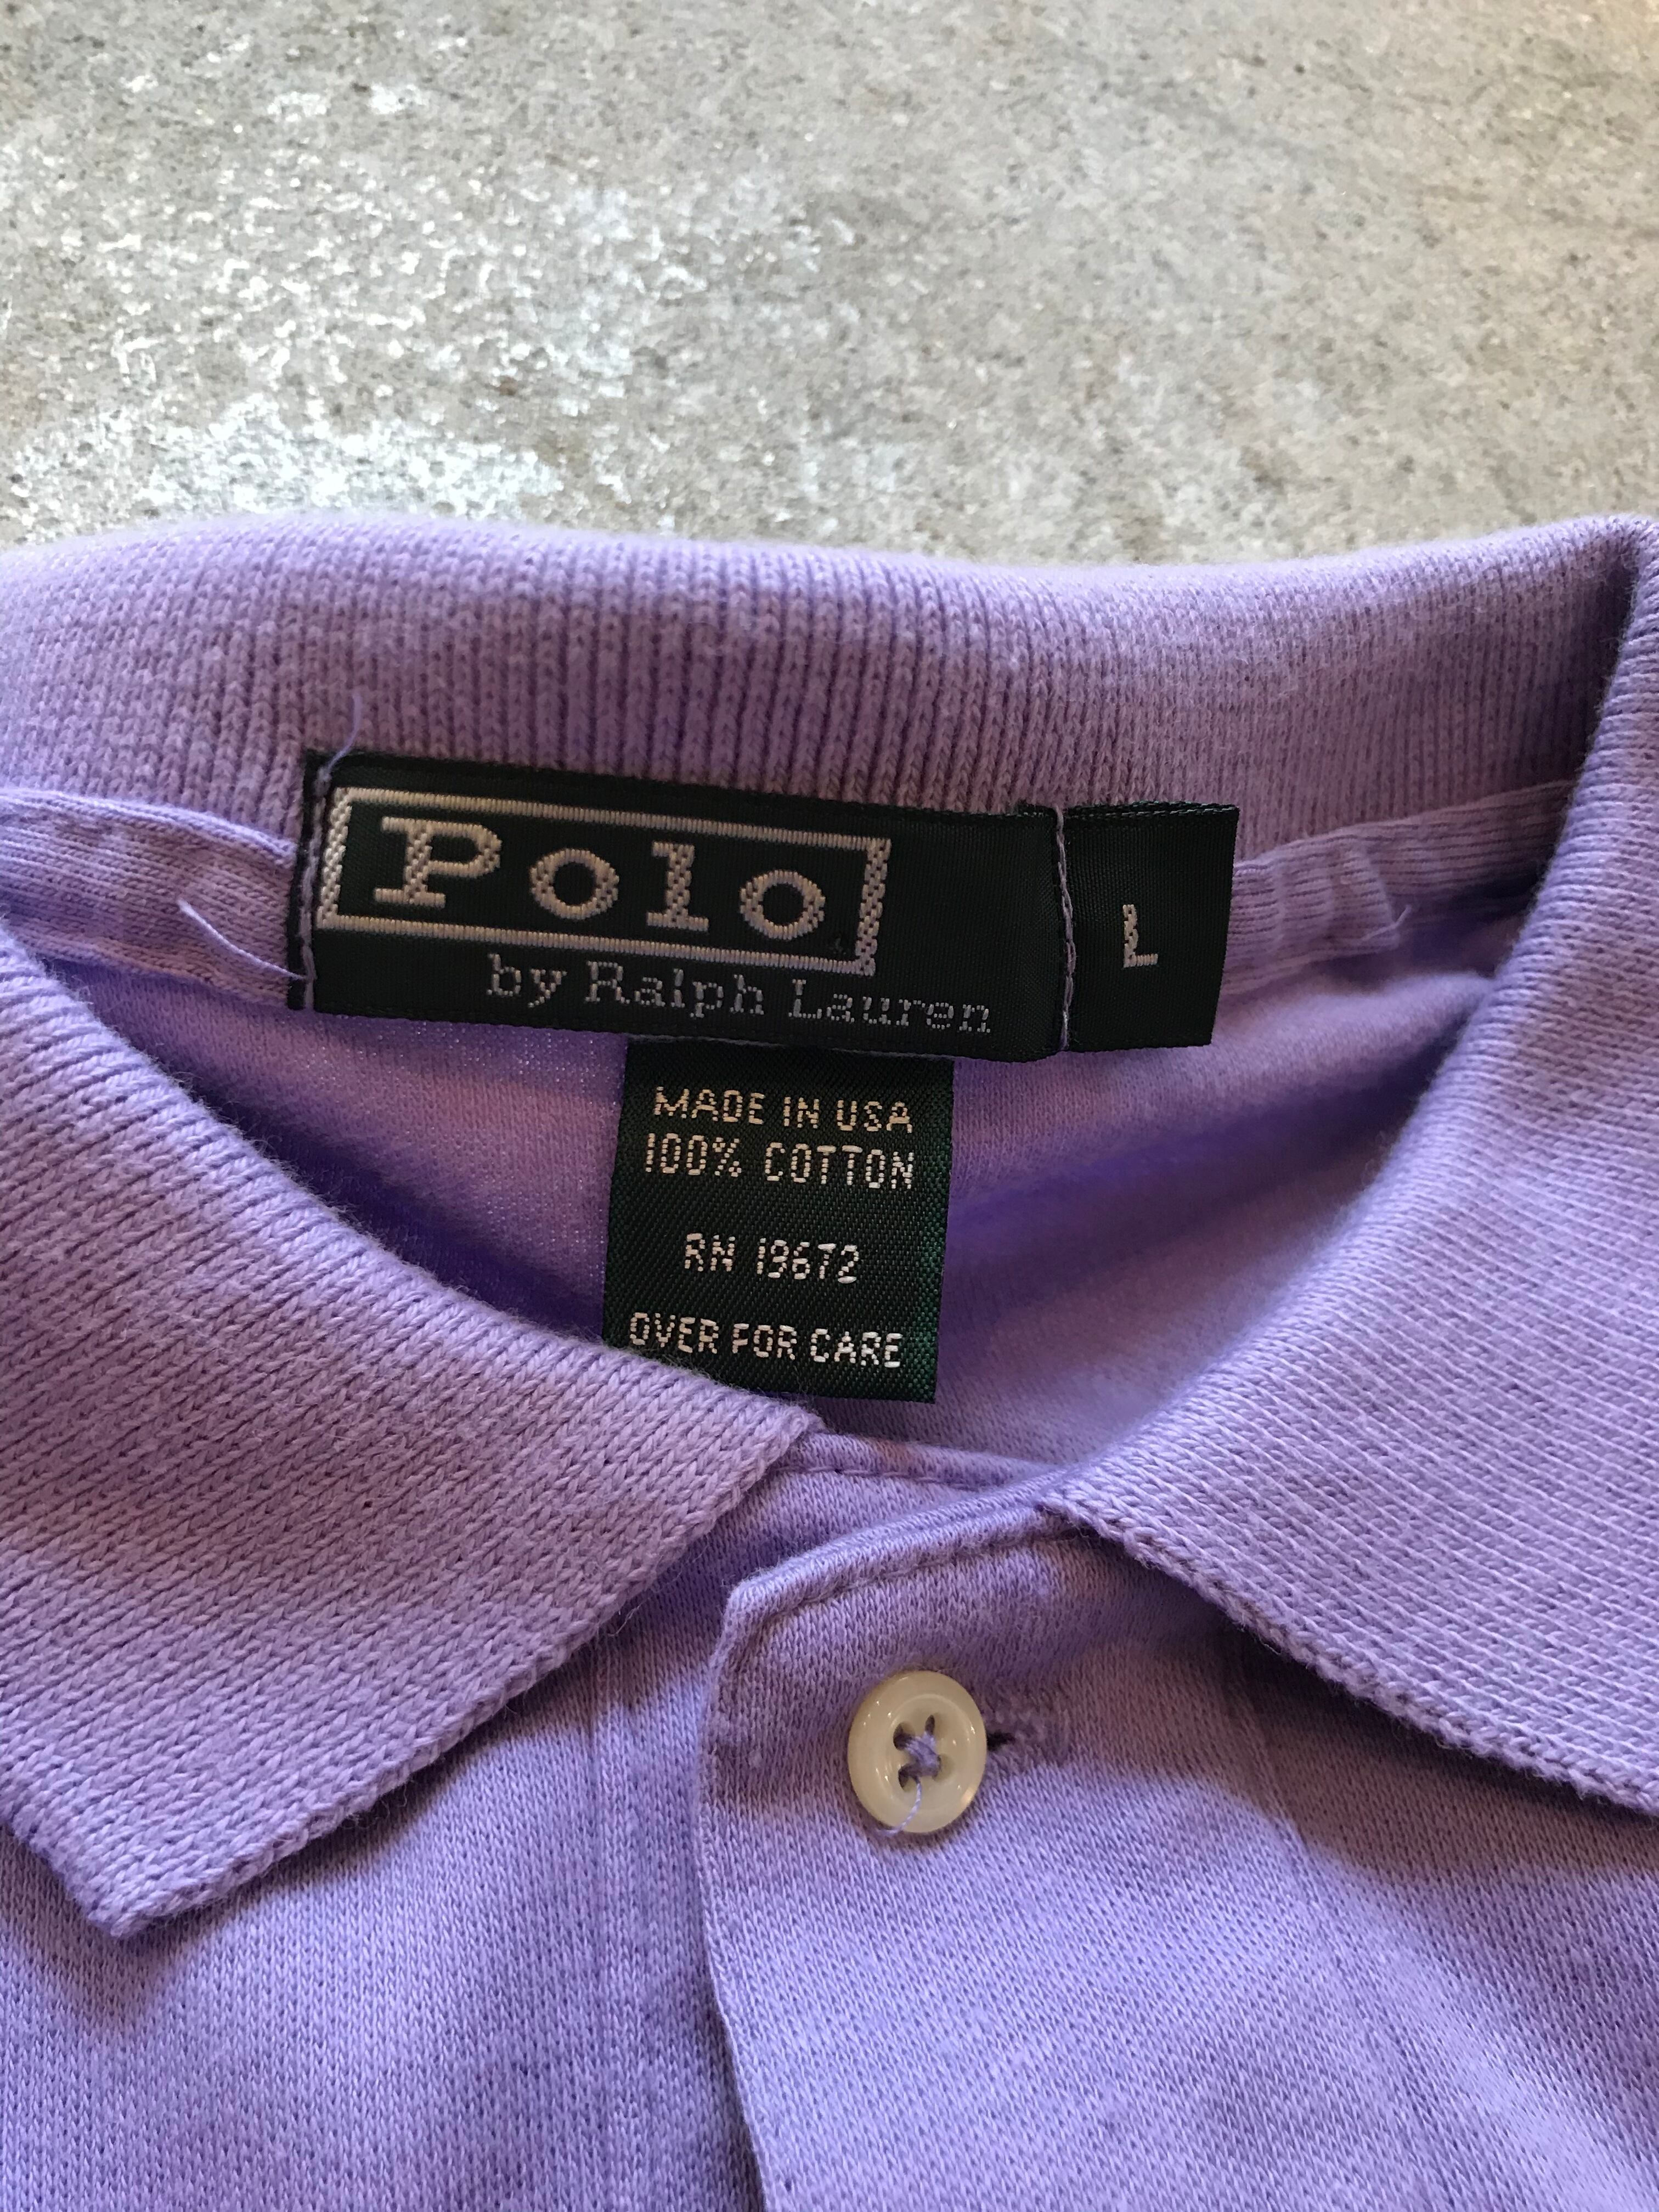 Polo
by Ralph Lauren
L
MADE IN USA
100% COTTON
RN 19672
OVER FOR CARE